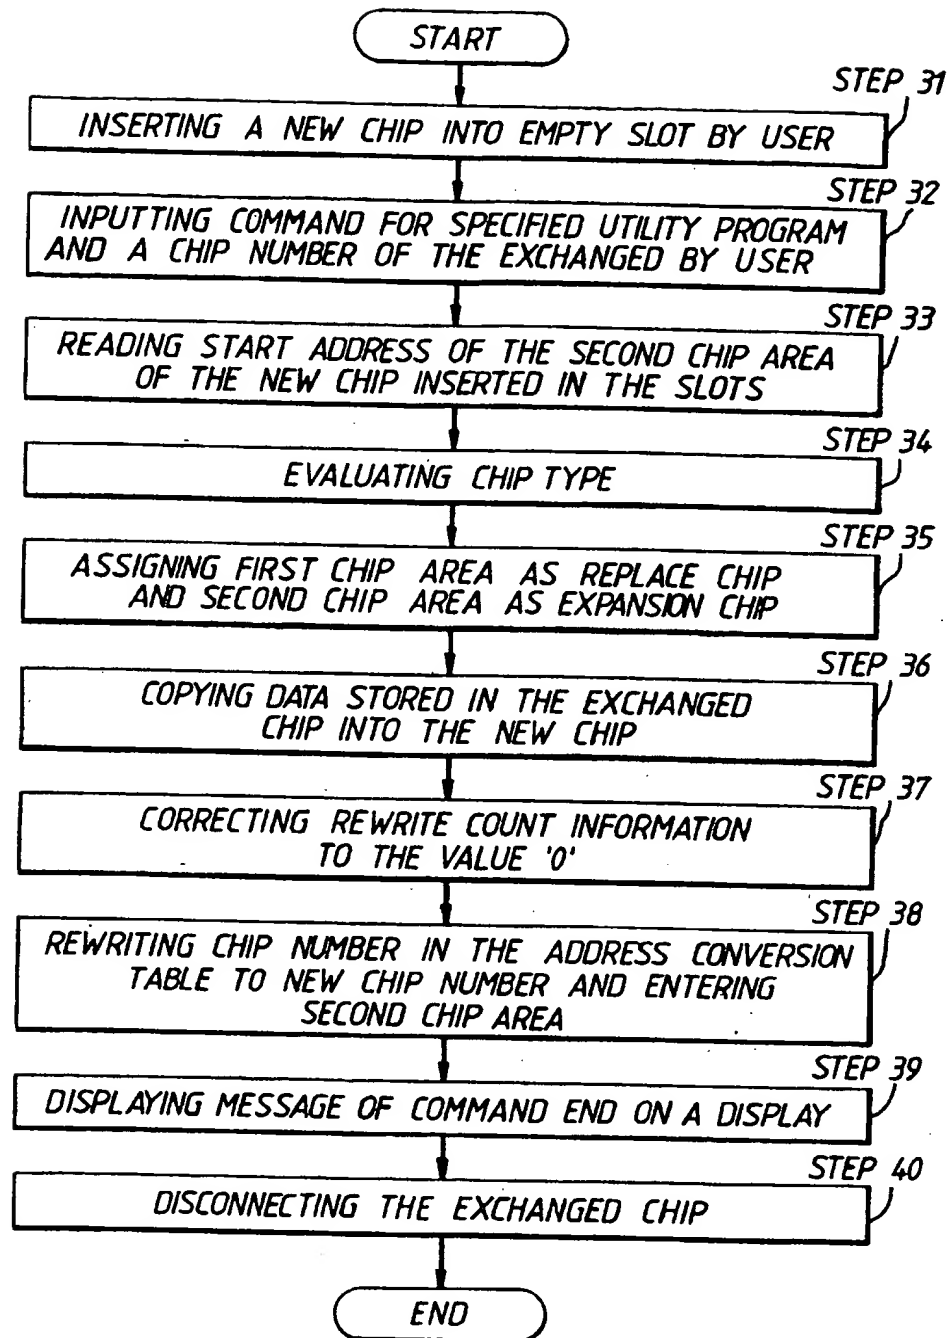 START
STEP 31
INSERTING A NEW CHIP INTO EMPTY SLOT BY USER
STEP 32
INPUTTING COMMAND FOR SPECIFIED UTILITY PROGRAM
AND A CHIP NUMBER OF THE EXCHANGED BY USER
STEP 33
READING START ADDRESS OF THE SECOND CHIP AREA
OF THE NEW CHIP INSERTED IN THE SLOTS
STEP 34
EVALUATING CHIP TYPE
STEP 35
ASSIGNING FIRST CHIP AREA AS REPLACE CHIP
AND SECOND CHIP AREA AS EXPANSION CHIP
STEP 36
COPYING DATA STORED IN THE EXCHANGED
CHIP INTO THE NEW CHIP
STEP 37
CORRECTING REWRITE COUNT INFORMATION
TO THE VALUE '0'
STEP 38
REWRITING CHIP NUMBER IN THE ADDRESS CONVERSION
TABLE TO NEW CHIP NUMBER AND ENTERING
SECOND CHIP AREA
STEP 39
DISPLAYING MESSAGE OF COMMAND END ON A DISPLAY
STEP 40
DISCONNECTING THE EXCHANGED CHIP
END